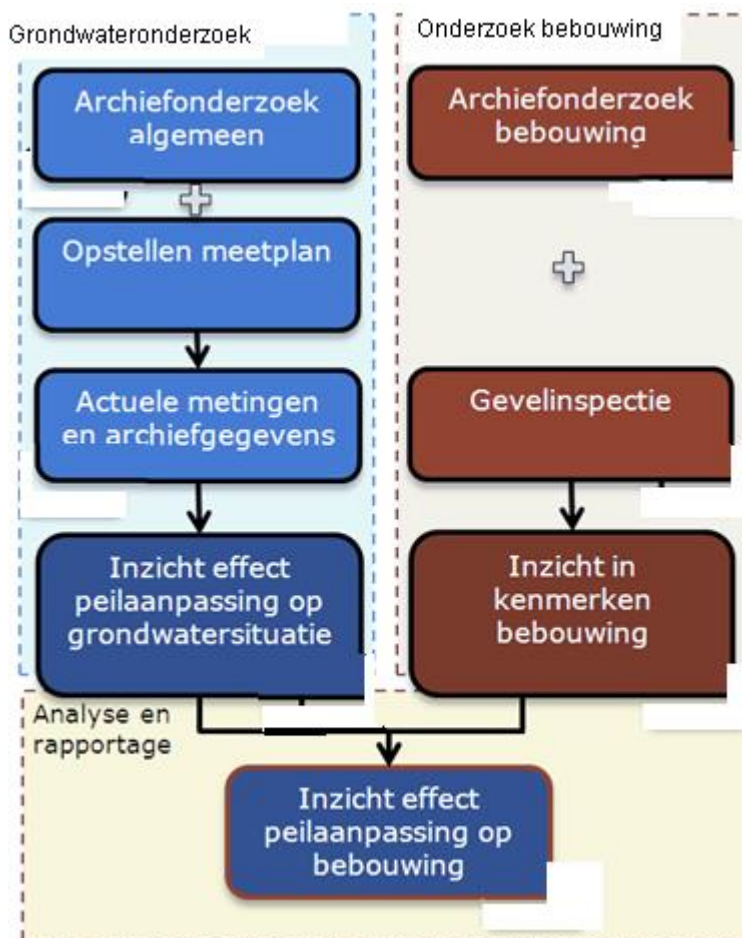 Grondwateronderzoek
Archiefonderzoek
algemeen
Opstellen meetplan
Actuele metingen
en archiefgegevens
Inzicht effect
peilaanpassing op
grondwatersituatie
Onderzoek bebouwing
Archiefonderzoek
bebouwing
Gevelinspectie
Inzicht in
kenmerken
bebouwing
Analyse en
rapportage
Inzicht effect
peilaanpassing op
bebouwing